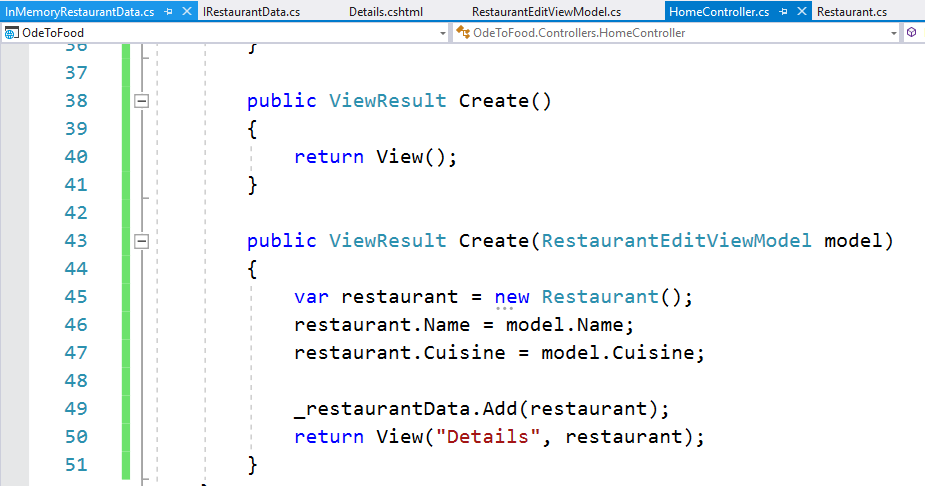 InMemoryRestaurantData.cs IRestaurantData.cs Details.cshtml RestaurantEditViewModel.cs HomeController.cs Restaurant.cs
OdeToFood OdeToFood.Controllers.HomeController
36 }
37
38 public ViewResult Create()
39 {
40 return View();
41 }
42
43 public ViewResult Create(RestaurantEditViewModel model)
44 {
45 var restaurant = new Restaurant();
46 restaurant.Name = model.Name;
47 restaurant.Cuisine = model.Cuisine;
48
49 _restaurantData.Add(restaurant);
50 return View("Details", restaurant);
51 }